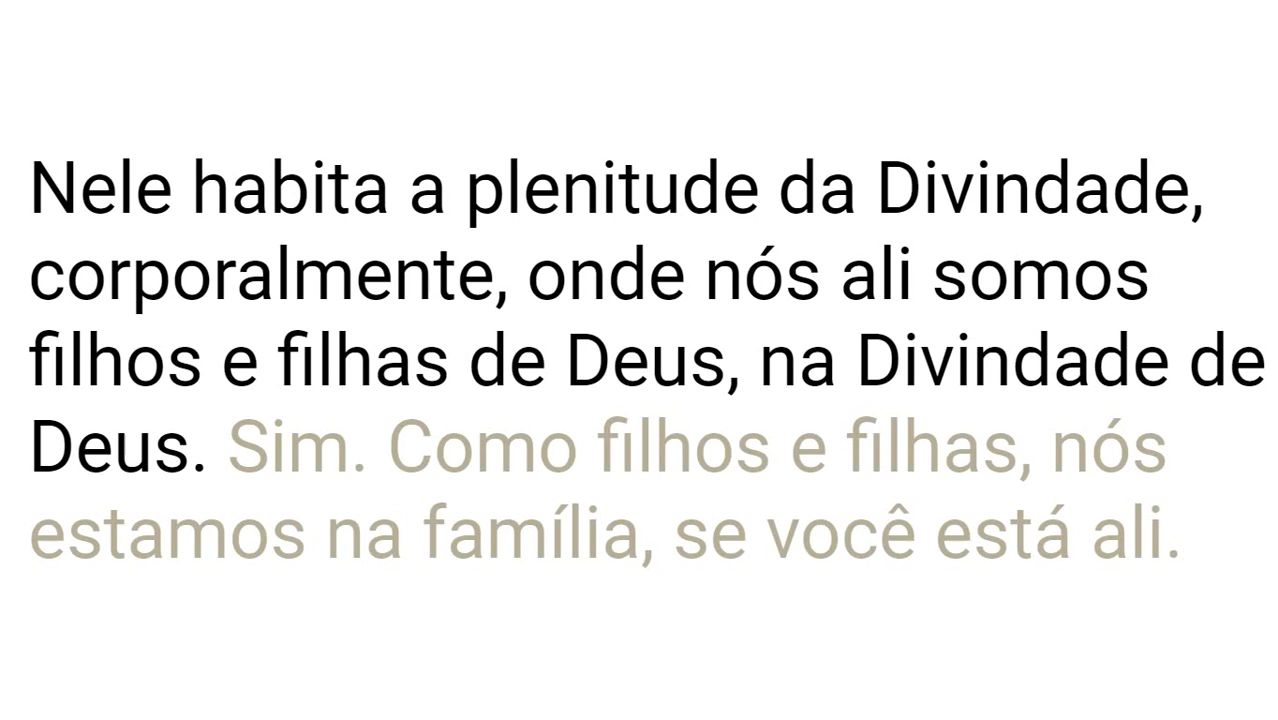 Nele habita a plenitude da Divindade,
corporalmente, onde nós ali somos
filhos e filhas de Deus, na Divindade de
Deus. Sim. Como filhos e filhas, nós
estamos na família, se você está ali.